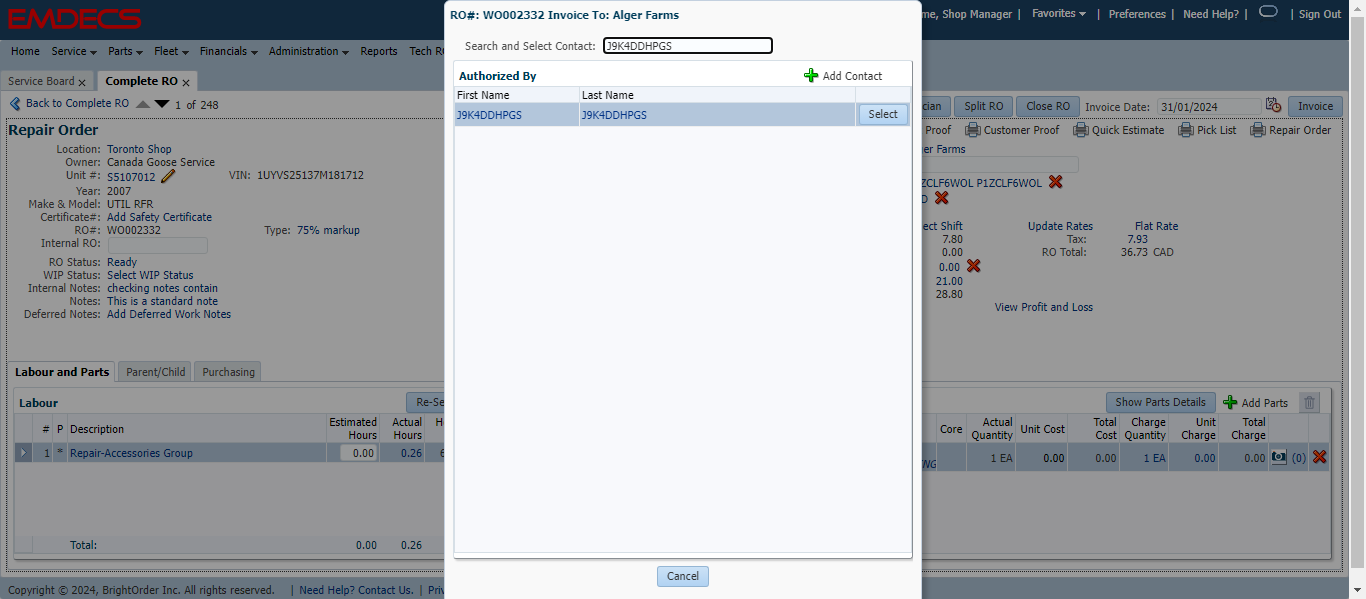 EMDECS
me, Shop Manager | Favorites | Preferences | Need Help? | | Sign Out
Home Service Parts Fleet Financials Administration Reports Tech R
Service Board x Complete RO x
Back to Complete RO 1 of 248
cian Split RO Close RO Invoice Date: 31/01/2024 Invoice
Repair Order
Proof Customer Proof Quick Estimate Pick List Repair Order
Location: Toronto Shop
Owner: Canada Goose Service
Unit #: S5107012 VIN: 1UYVS25137M181712
Year: 2007
Make & Model: UTIL RFR
Certificate#: Add Safety Certificate
RO#: WO002332 Type: 75% markup
Internal RO:
RO Status: Ready
WIP Status: Select WIP Status
Internal Notes: checking notes contain
Notes: This is a standard note
Deferred Notes: Add Deferred Work Notes
er Farms
ZCLF6WOL P1ZCLF6WOL
O
ect Shift Update Rates Flat Rate
7.80 Tax: 7.93
0.00 RO Total: 36.73 CAD
0.00
21.00
28.80
View Profit and Loss
RO#: WO002332 Invoice To: Alger Farms
Search and Select Contact: J9K4DDHPGS
Authorized By Add Contact
First Name Last Name
J9K4DDHPGS J9K4DDHPGS Select
Cancel
Labour and Parts Parent/Child Purchasing
Labour Re-Se
Show Parts Details Add Parts
# P Description Estimated Hours Actual Hours H
Core Actual Quantity Unit Cost Total Cost Charge Quantity Unit Charge Total Charge
1 * Repair-Accessories Group 0.00 0.26 6
WG 1 EA 0.00 0.00 1 EA 0.00 0.00 (0)
Total: 0.00 0.26
Copyright © 2024, BrightOrder Inc. All rights reserved. | Need Help? Contact Us. | Priv